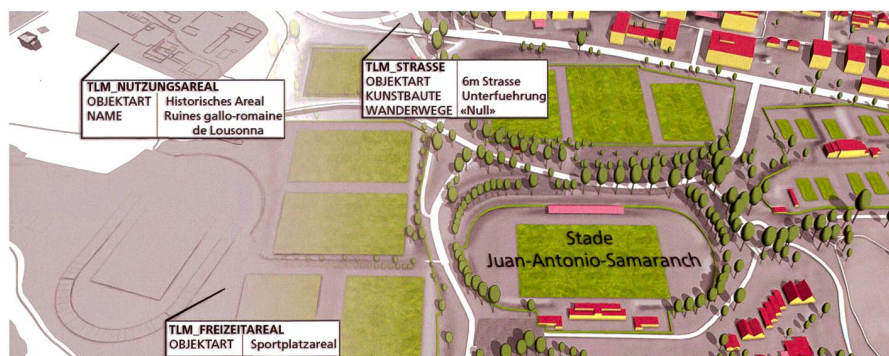 TLM_STRASSE
OBJEKTART 6m Strasse
KUNSTBAUTE Unterfuehrung
WANDERWEGE «Null»
TLM_NUTZUNGSAREAL
OBJEKTART Historisches Areal
NAME Ruines gallo-romaine
de Lousonna
Stade
Juan-Antonio-Samaranch
TLM_FREIZEITAREAL
OBJEKTART Sportplatzareal